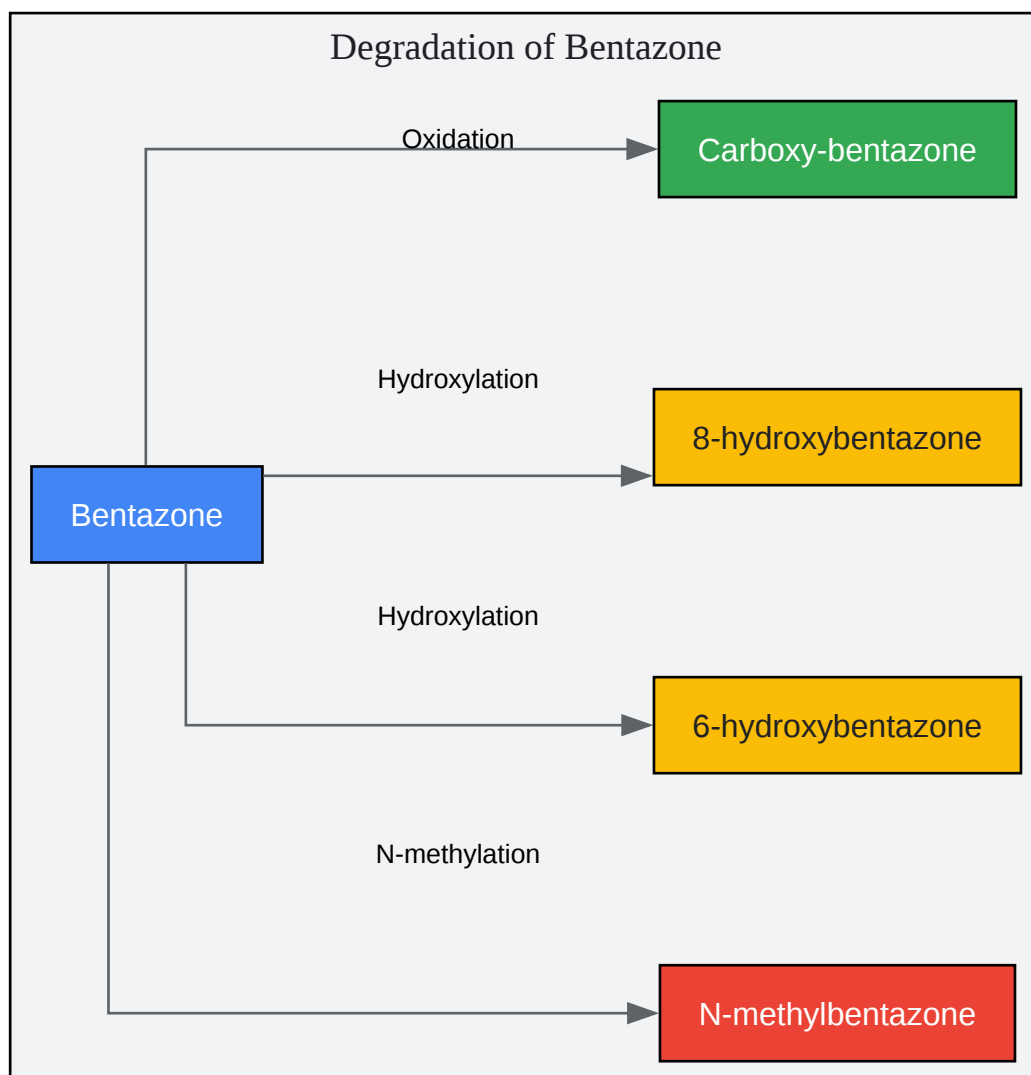 Degradation of Bentazone
Oxidation
Carboxy-bentazone
Hydroxylation
8-hydroxybentazone
Bentazone
Hydroxylation
6-hydroxybentazone
N-methylation
N-methylbentazone